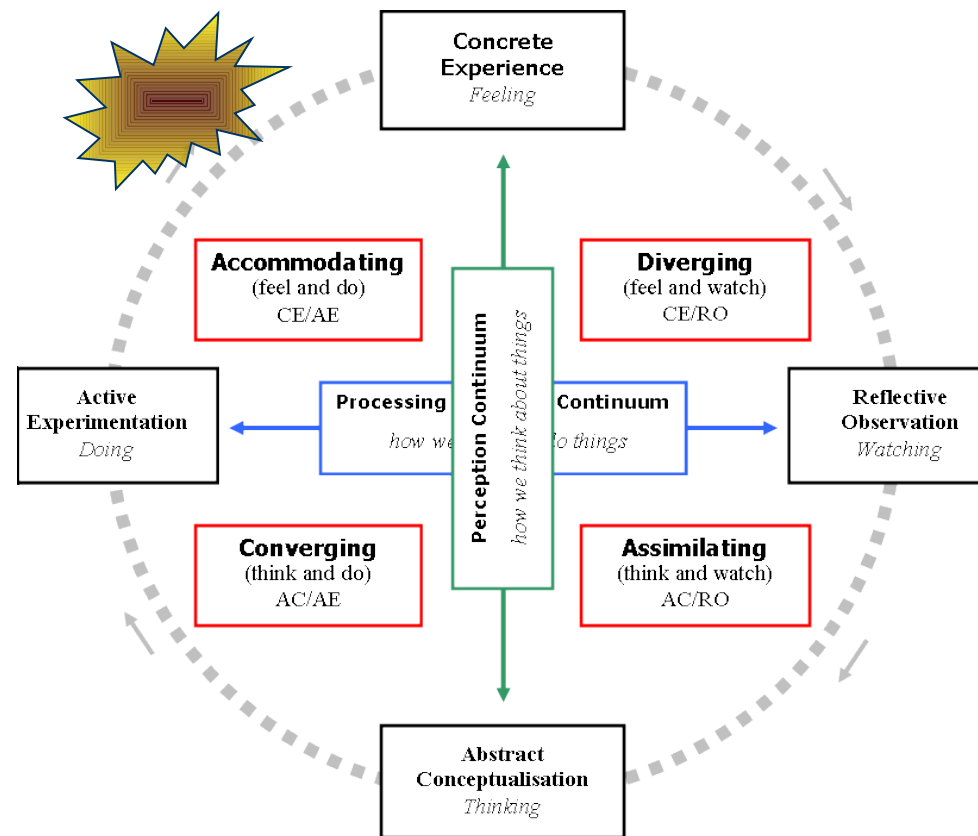 Concrete
Experience
Feeling
Accommodating
(feel and do)
CE/AE
Diverging
(feel and watch)
CE/RO
Active
Experimentation
Doing
Processing Continuum
how we do things
Perception Continuum
how we think about things
Reflective
Observation
Watching
Converging
(think and do)
AC/AE
Assimilating
(think and watch)
AC/RO
Abstract
Conceptualisation
Thinking